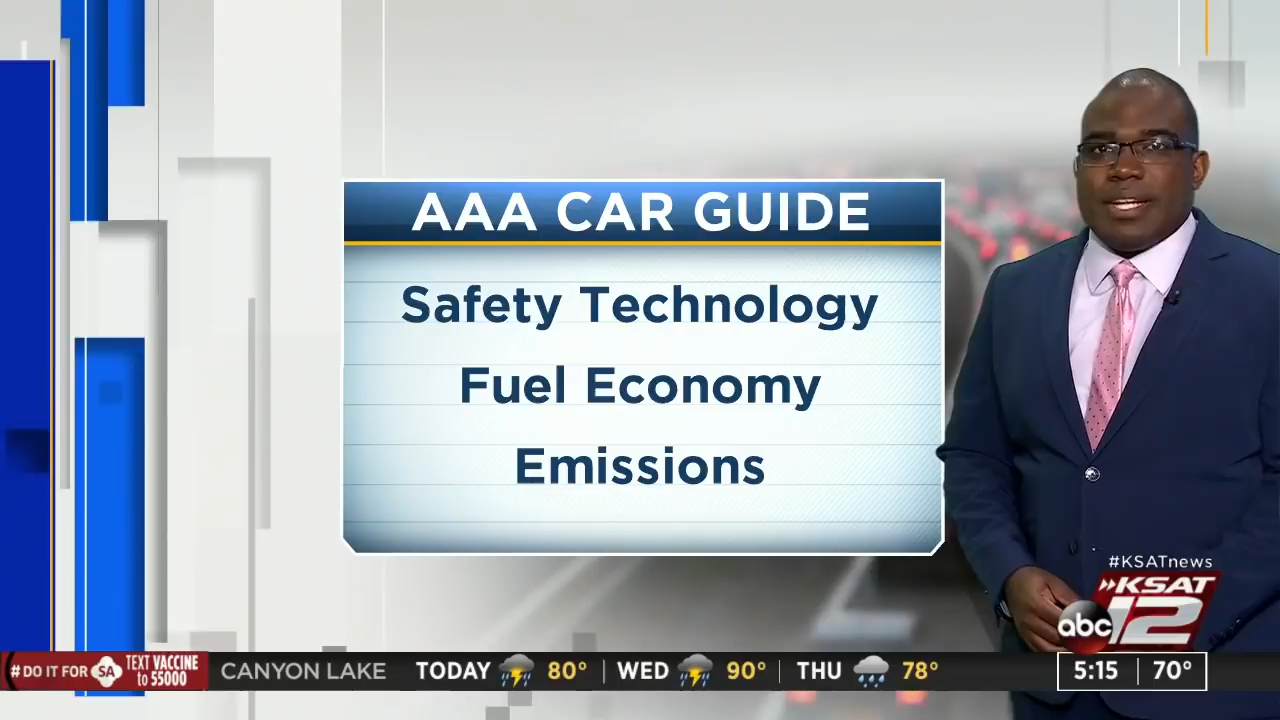 AAA CAR GUIDE
Safety Technology
Fuel Economy
Emissions
#KSATnews
KSAT
abc 12
#DO IT FOR SA TEXT VACCINE to 55000
CANYON LAKE TODAY 80° WED 90° THU 78°
5:15 70°